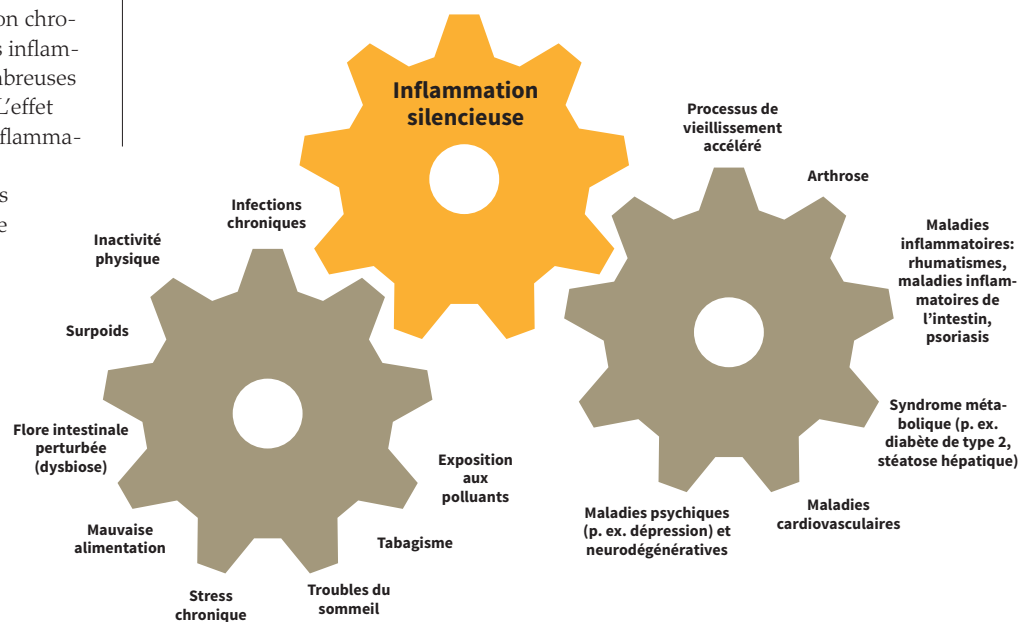 on chro-
s inflam-
mbreuses
L'effet
nflamma-
s
e
Inflammation
silencieuse
Infections
chroniques
Inactivité
physique
Surpoids
Flore intestinale
perturbée
(dysbiose)
Mauvaise
alimentation
Stress
chronique
Troubles du
sommeil
Tabagisme
Exposition
aux
polluants
Processus de
vieillissement
accéléré
Arthrose
Maladies
inflammatoires:
rhumatismes,
maladies inflam-
matoires de
l'intestin,
psoriasis
Syndrome méta-
bolique (p. ex.
diabète de type 2,
stéatose hépatique)
Maladies
cardiovasculaires
Maladies psychiques
(p. ex. dépression) et
neurodégénératives